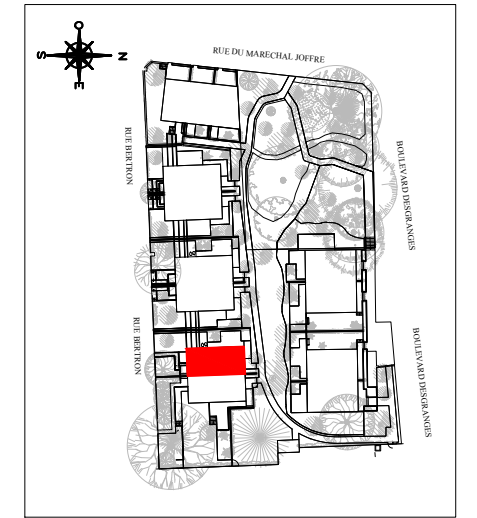 O
S
N
E
RUE DU MARECHAL JOFFRE
RUE BERTRON
BOULEVARD DESGRANGES
RUE BERTRON
BOULEVARD DESGRANGES